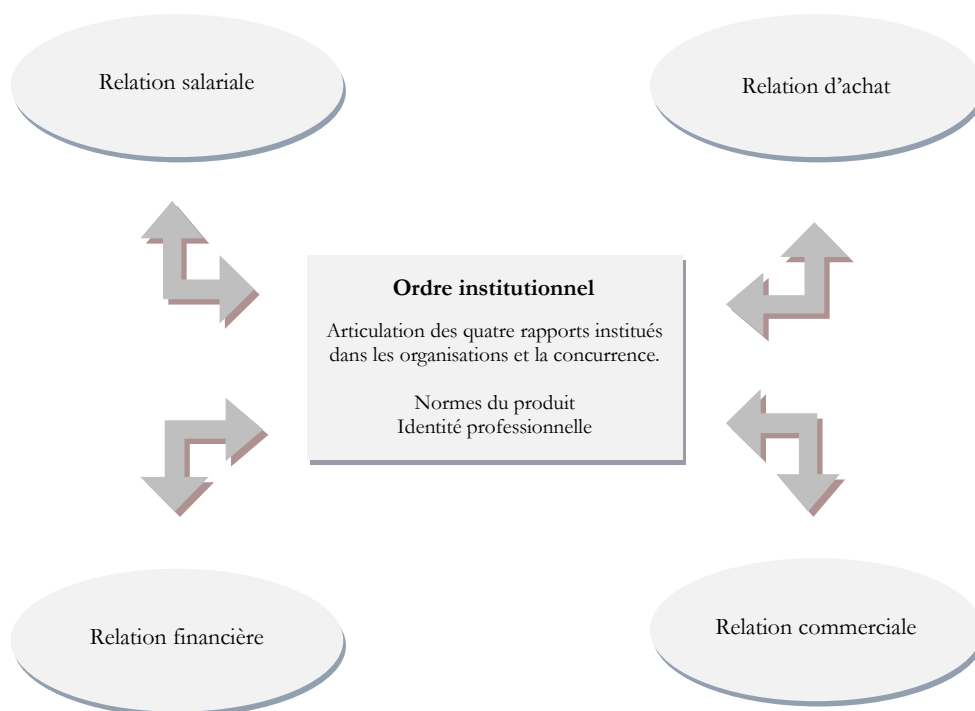 Relation salariale
Relation d’achat
Ordre institutionnel
Articulation des quatre rapports institués
dans les organisations et la concurrence.
Normes du produit
Identité professionnelle
Relation financière
Relation commerciale